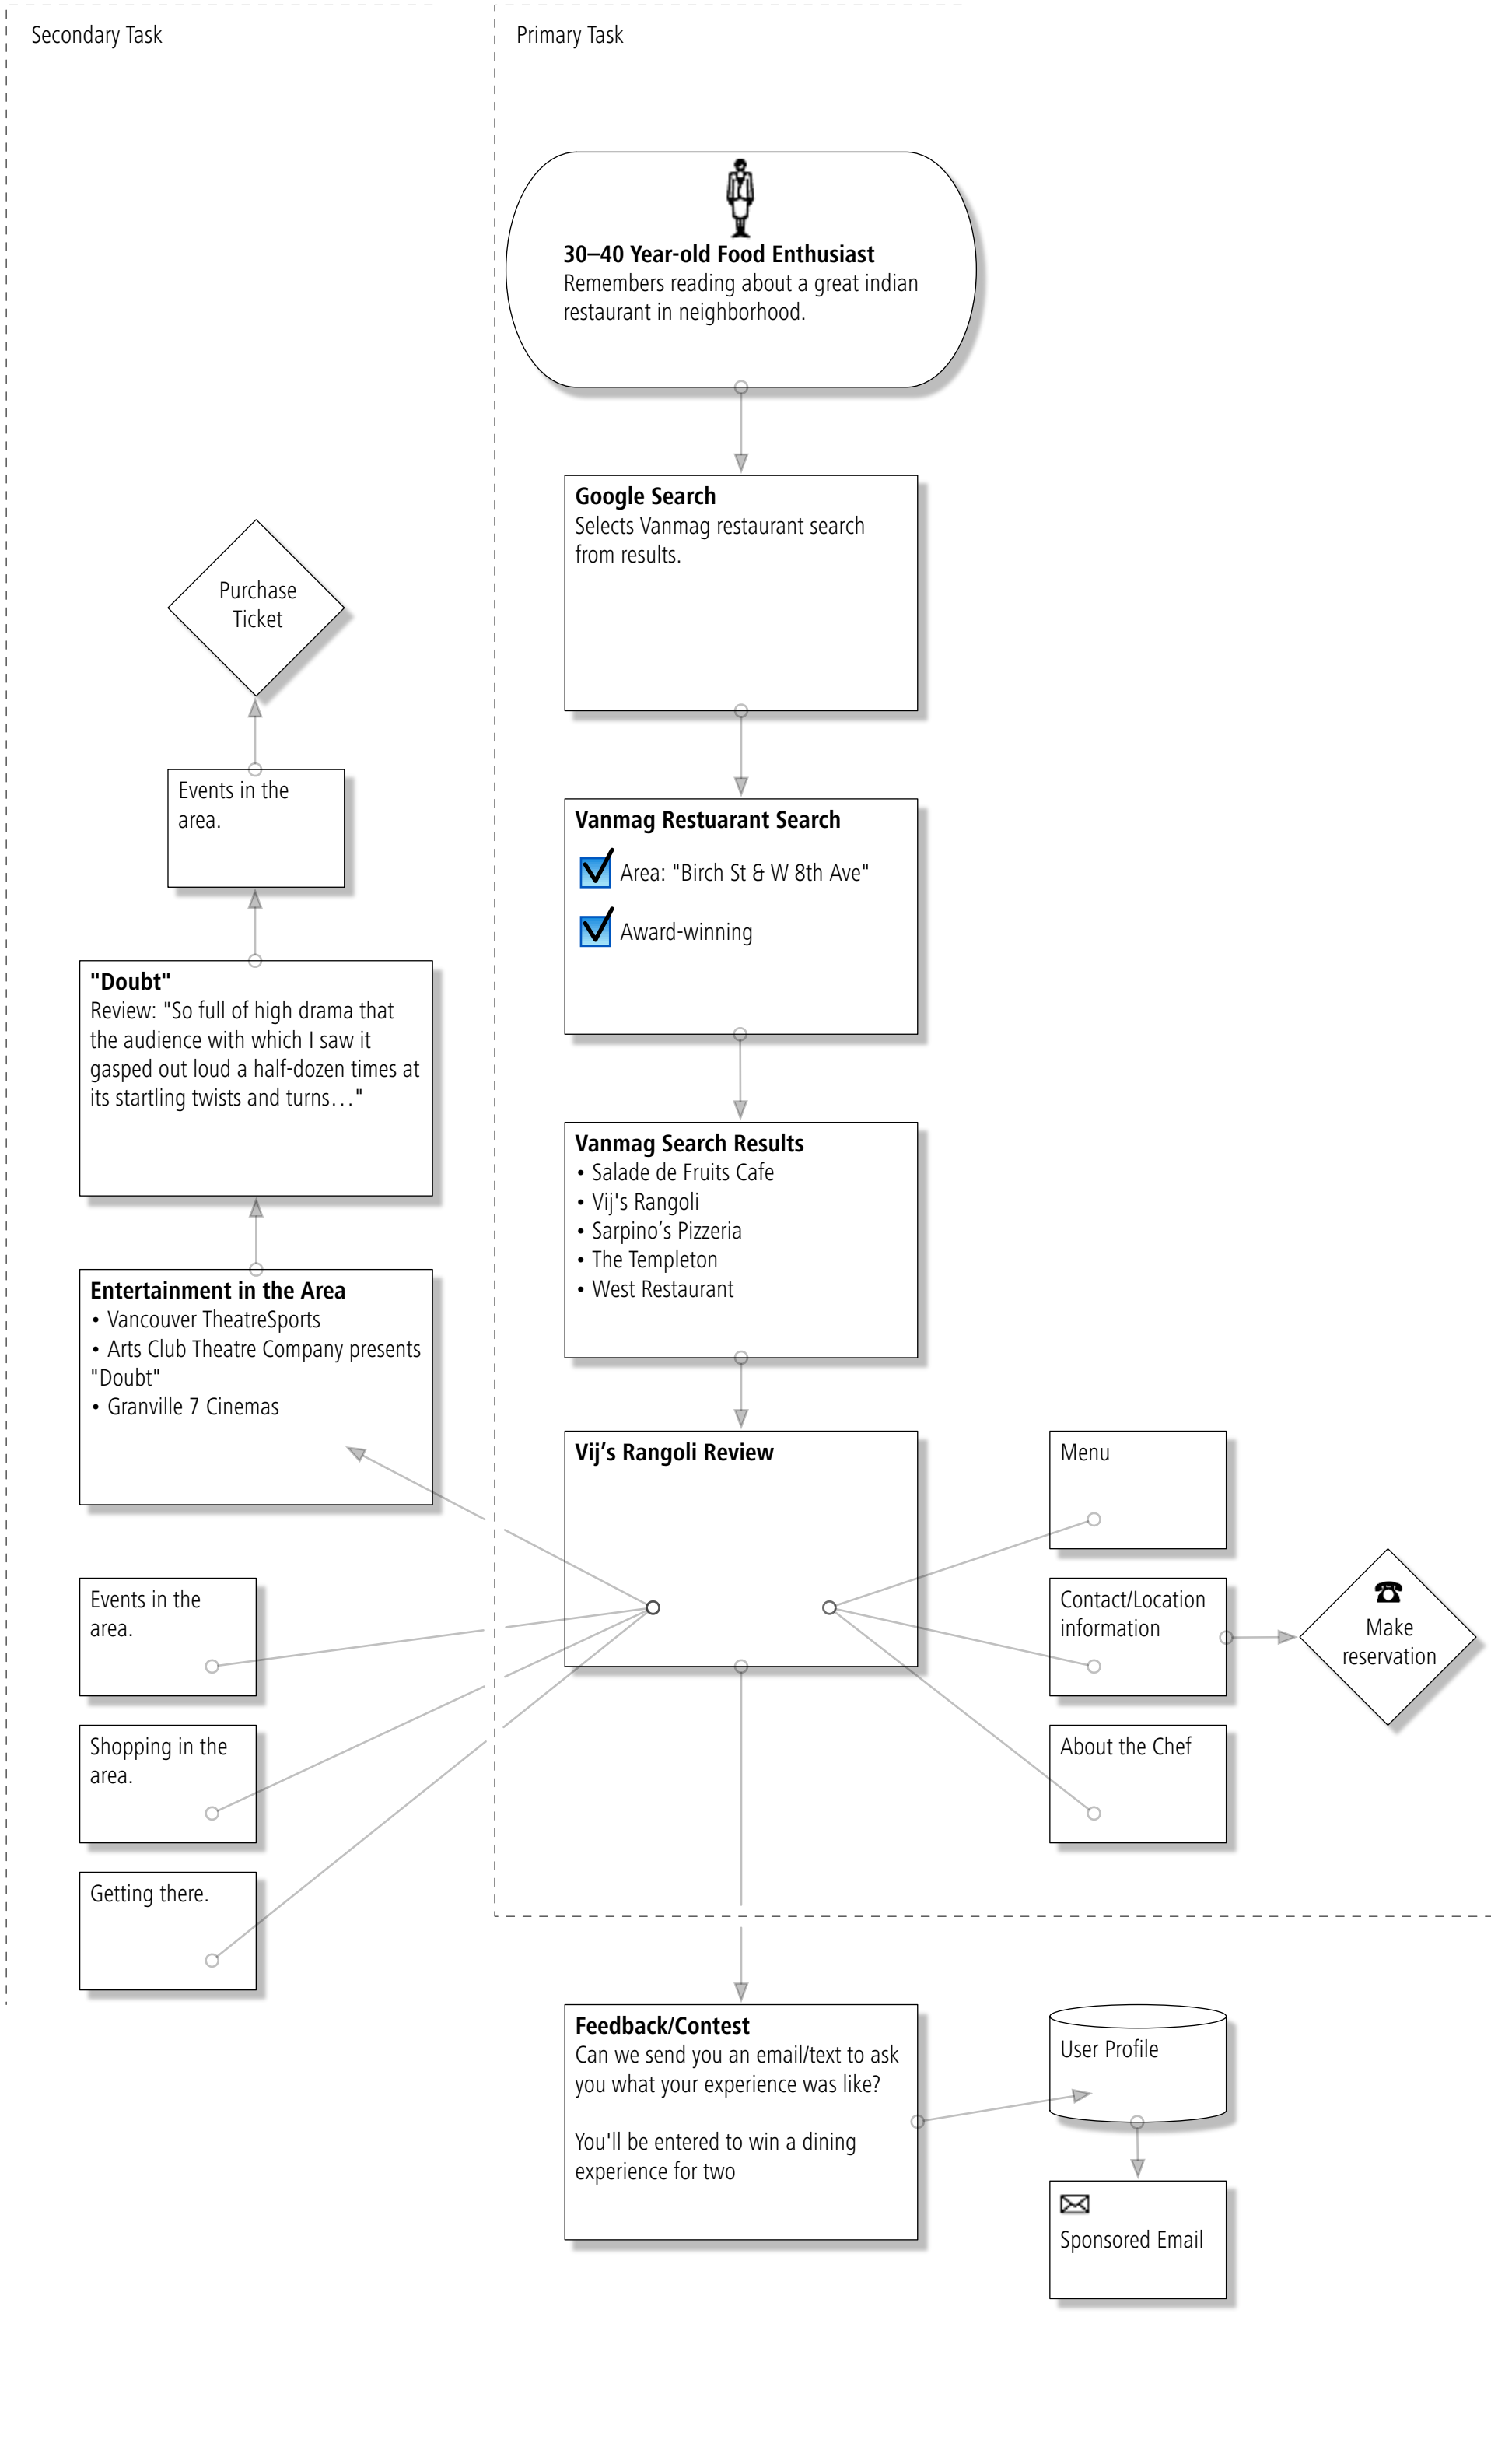 Secondary Task
Primary Task
30–40 Year-old Food Enthusiast
Remembers reading about a great indian
restaurant in neighborhood.
Google Search
Selects Vanmag restaurant search
from results.
Purchase
Ticket
Events in the
area.
Vanmag Restuarant Search
Area: "Birch St & W 8th Ave"
Award-winning
"Doubt"
Review: "So full of high drama that
the audience with which I saw it
gasped out loud a half-dozen times at
its startling twists and turns…"
Vanmag Search Results
• Salade de Fruits Cafe
• Vij's Rangoli
• Sarpino’s Pizzeria
• The Templeton
• West Restaurant
Entertainment in the Area
• Vancouver TheatreSports
• Arts Club Theatre Company presents
"Doubt"
• Granville 7 Cinemas
Vij’s Rangoli Review
Menu
Events in the
area.
Contact/Location
information
Make
reservation
Shopping in the
area.
About the Chef
Getting there.
Feedback/Contest
Can we send you an email/text to ask
you what your experience was like?
You'll be entered to win a dining
experience for two
User Profile
Sponsored Email